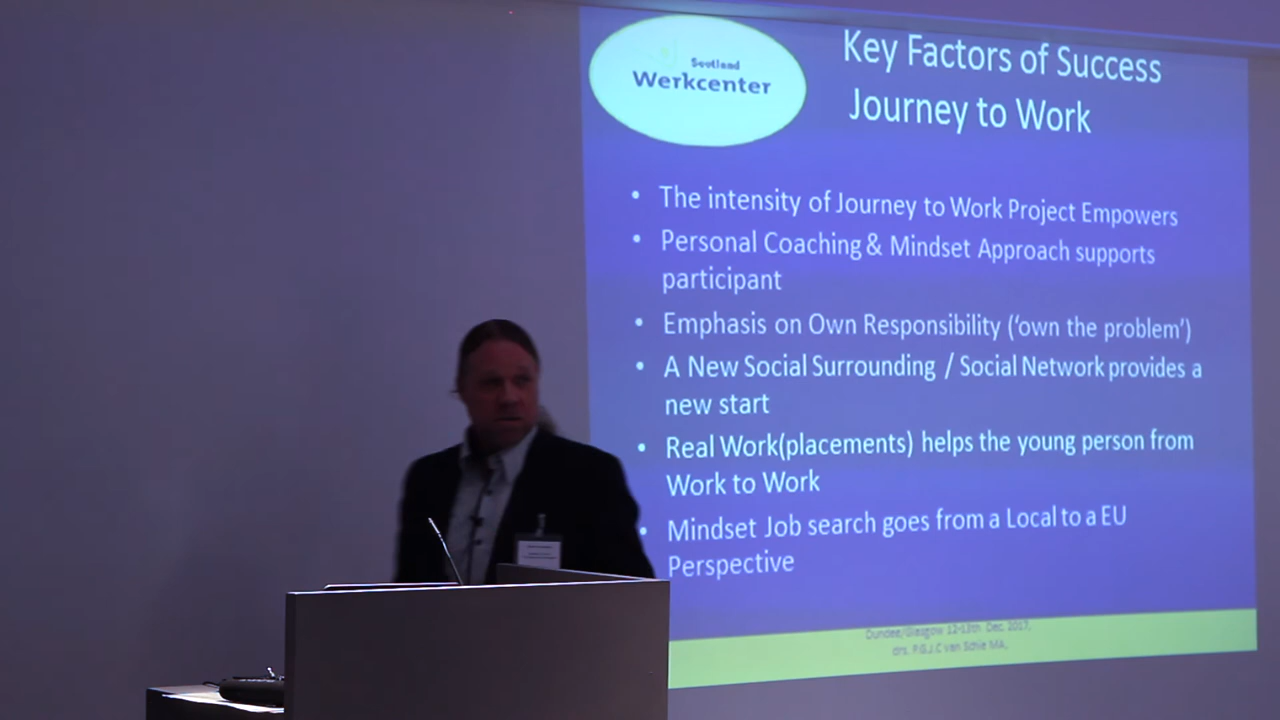 Scotland
Werkcenter
Key Factors of Success
Journey to Work
• The intensity of Journey to Work Project Empowers
• Personal Coaching & Mindset Approach supports
participant
• Emphasis on Own Responsibility (‘own the problem’)
• A New Social Surrounding / Social Network provides a
new start
• Real Work(placements) helps the young person from
Work to Work
• Mindset Job search goes from a Local to a EU
Perspective
Dundee/Glasgow 12-13th Dec. 2017,
drs. P.G.J.C van Schie MA,